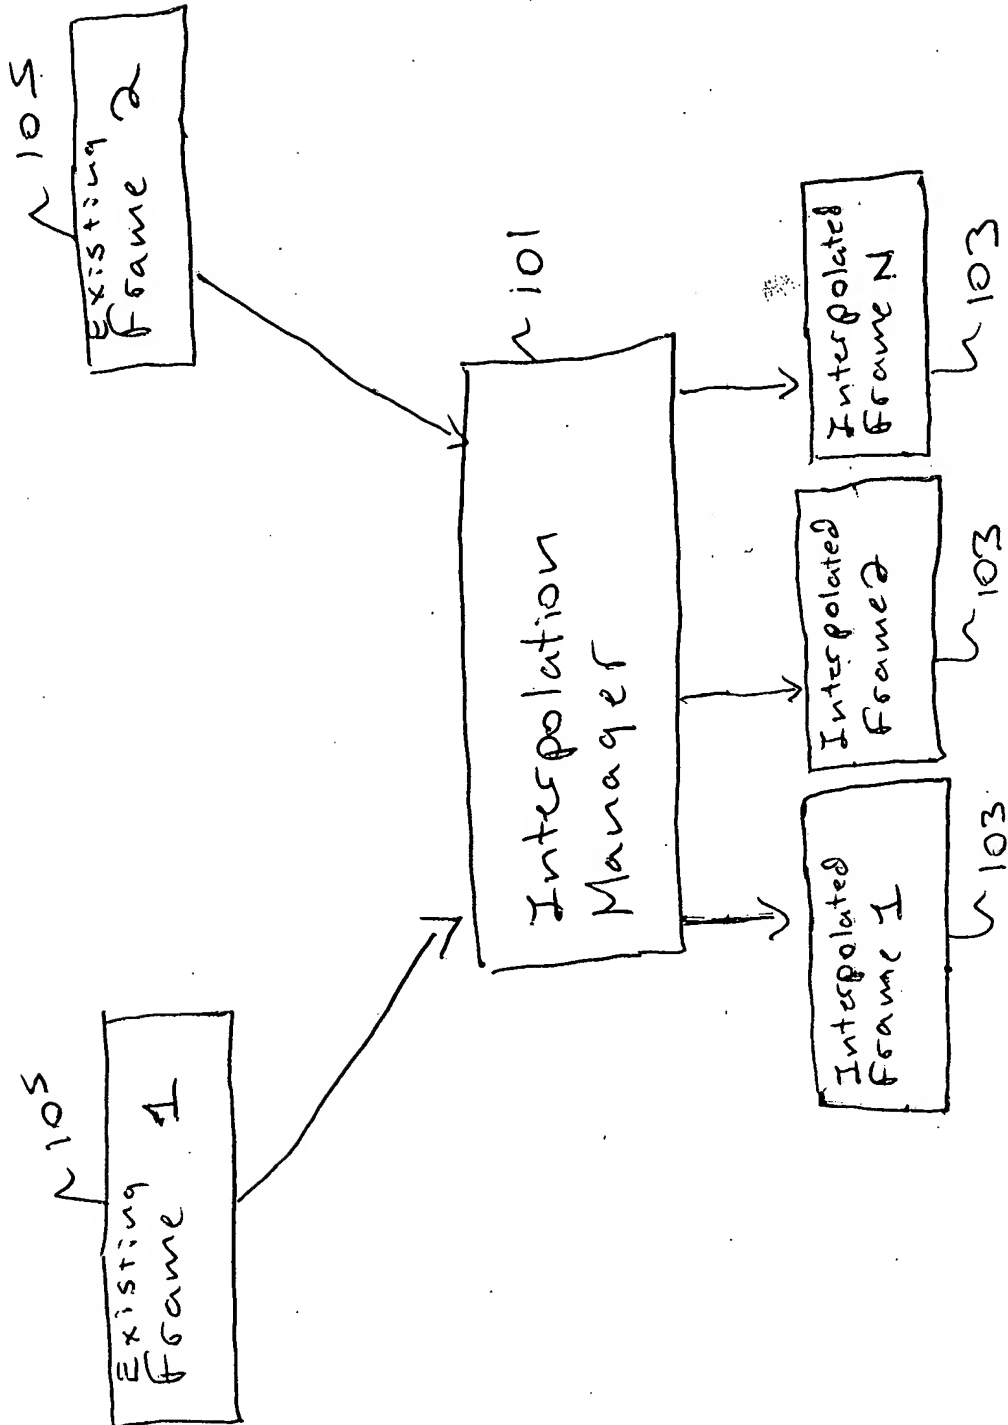 105
Existing
Frame 1
105
Existing
Frame 2
101
Interpolation
Manager
Interpolated
Frame 1
103
Interpolated
Frame 2
103
Interpolated
Frame N
103